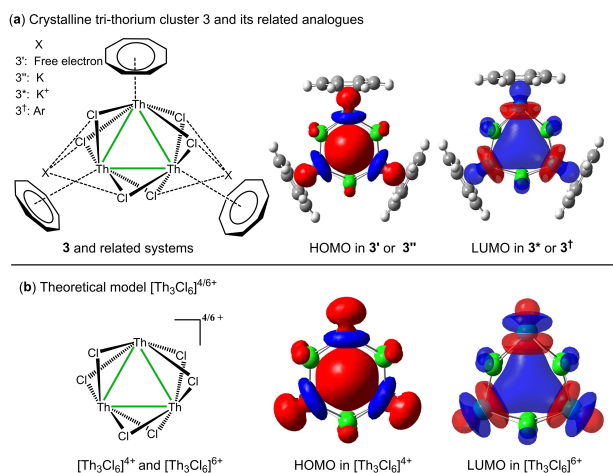 (a) Crystalline tri-thorium cluster 3 and its related analogues
X
3': Free electron
3'': K
3*: K⁺
3†: Ar
Th
Cl
Cl
Cl
Cl
Th
Th
X
X
Cl
Cl
3 and related systems
HOMO in 3' or 3''
LUMO in 3* or 3†
(b) Theoretical model [Th₃Cl₆]⁴ᐟ⁶⁺
4/6 +
Th
Cl
Cl
Cl
Cl
Th
Th
Cl
Cl
[Th₃Cl₆]⁴⁺ and [Th₃Cl₆]⁶⁺
HOMO in [Th₃Cl₆]⁴⁺
LUMO in [Th₃Cl₆]⁶⁺